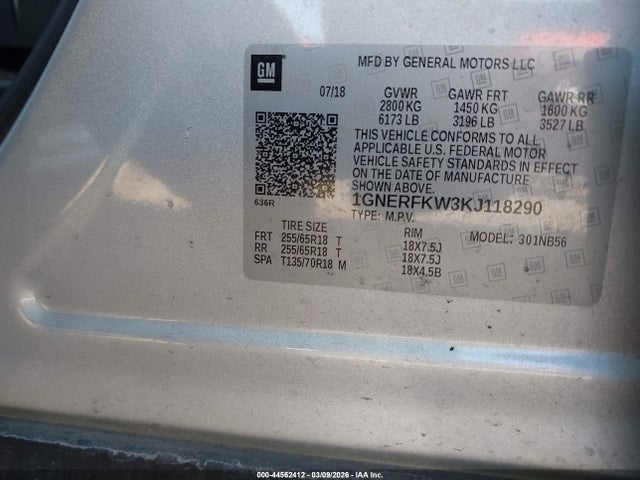 GM
MFD BY GENERAL MOTORS LLC
07/18 GVWR GAWR FRT GAWR RR
2800 KG 1450 KG 1600 KG
6173 LB 3196 LB 3527 LB
THIS VEHICLE CONFORMS TO ALL
APPLICABLE U.S. FEDERAL MOTOR
VEHICLE SAFETY STANDARDS IN EFFECT
ON THE DATE OF MANUFACTURE
SHOWN ABOVE.
636R
1GNERFKW3KJ118290
TYPE: M.P.V.
TIRE SIZE RIM MODEL: 301NB56
FRT 255/65R18 T 18X7.5J
RR 255/65R18 T 18X7.5J
SPA T135/70R18 M 18X4.5B
000-44562412 - 03/09/2026 - IAA Inc.